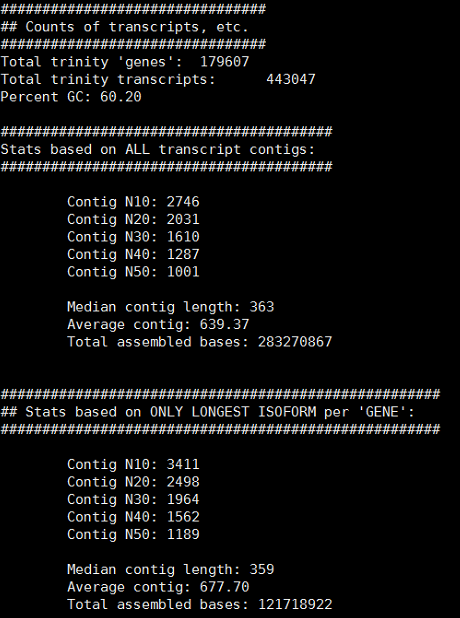 ################################
## Counts of transcripts, etc.
################################
Total trinity 'genes':  179607
Total trinity transcripts:      443047
Percent GC: 60.20
########################################
Stats based on ALL transcript contigs:
########################################
Contig N10: 2746
Contig N20: 2031
Contig N30: 1610
Contig N40: 1287
Contig N50: 1001
Median contig length: 363
Average contig: 639.37
Total assembled bases: 283270867
#####################################################
## Stats based on ONLY LONGEST ISOFORM per 'GENE':
#####################################################
Contig N10: 3411
Contig N20: 2498
Contig N30: 1964
Contig N40: 1562
Contig N50: 1189
Median contig length: 359
Average contig: 677.70
Total assembled bases: 121718922